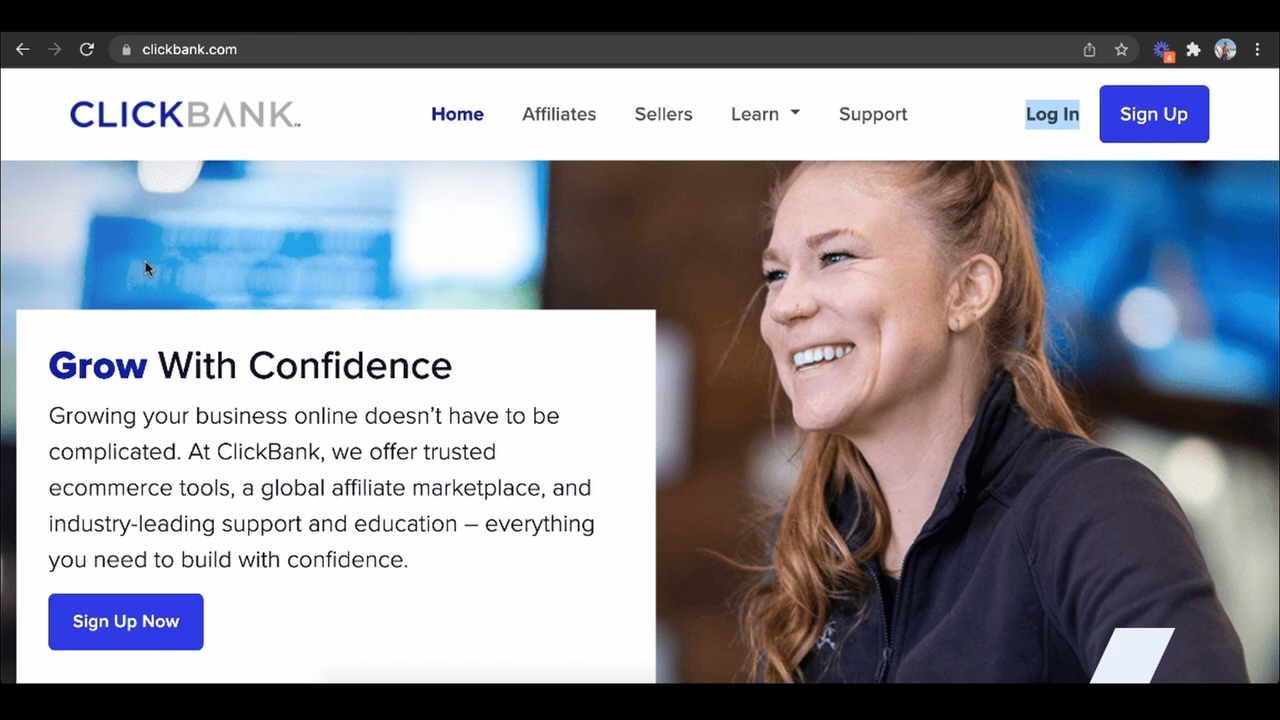 clickbank.com
4
CLICKBANK™
Home Affiliates Sellers Learn Support Log In Sign Up
Grow With Confidence
Growing your business online doesn’t have to be
complicated. At ClickBank, we offer trusted
ecommerce tools, a global affiliate marketplace, and
industry-leading support and education – everything
you need to build with confidence.
Sign Up Now